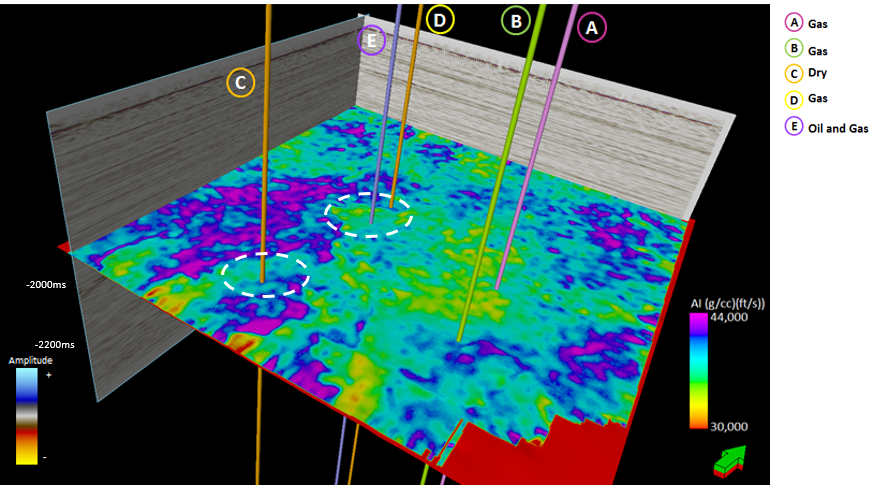 D
B
A
E
C
A Gas
B Gas
C Dry
D Gas
E Oil and Gas
-2000ms
-2200ms
Amplitude
+
-
AI (g/cc)(ft/s))
44,000
30,000